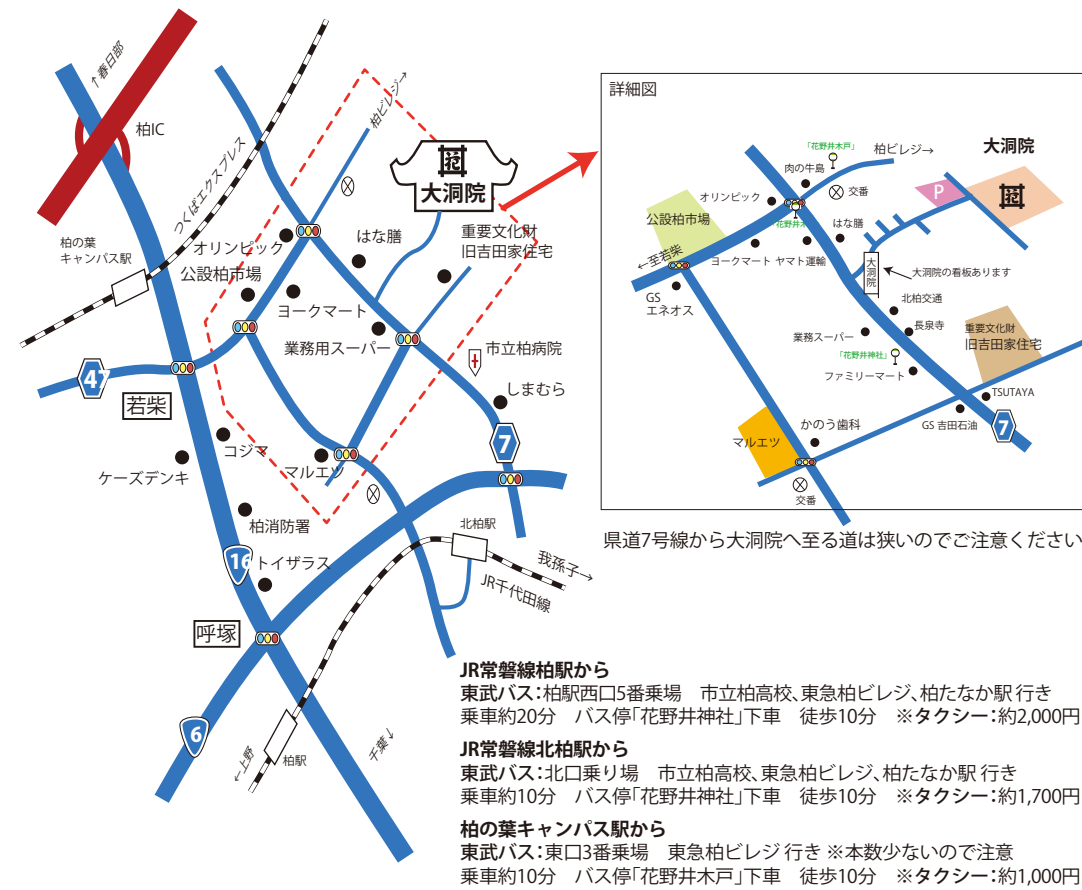 ↑春日部
柏IC
つくばエクスプレス
柏の葉
キャンパス駅
柏ビレジ→
大洞院
オリンピック
公設柏市場
はな膳
重要文化財
旧吉田家住宅
ヨークマート
業務用スーパー
市立柏病院
しまむら
47
若柴
コジマ
ケーズデンキ
マルエツ
7
柏消防署
16
トイザラス
北柏駅
我孫子→
JR千代田線
呼塚
6
←上野
柏駅
千葉↓
詳細図
「花野井木戸」
柏ビレジ→
大洞院
肉の牛島
交番
P
オリンピック
公設柏市場
「花野井木
はな膳
←至若柴
ヨークマート
ヤマト運輸
大洞院
大洞院の看板あります
GS
エネオス
北柏交通
長泉寺
業務スーパー
重要文化財
旧吉田家住宅
「花野井神社」
ファミリーマート
TSUTAYA
GS 吉田石油
7
かのう歯科
マルエツ
交番
県道7号線から大洞院へ至る道は狭いのでご注意ください
JR常磐線柏駅から
東武バス：柏駅西口5番乗場　市立柏高校、東急柏ビレジ、柏たなか駅 行き
乗車約20分　バス停「花野井神社」下車　徒歩10分　※タクシー：約2,000円
JR常磐線北柏駅から
東武バス：北口乗り場　市立柏高校、東急柏ビレジ、柏たなか駅 行き
乗車約10分　バス停「花野井神社」下車　徒歩10分　※タクシー：約1,700円
柏の葉キャンパス駅から
東武バス：東口3番乗場　東急柏ビレジ 行き ※本数少ないので注意
乗車約10分　バス停「花野井木戸」下車　徒歩10分　※タクシー：約1,000円